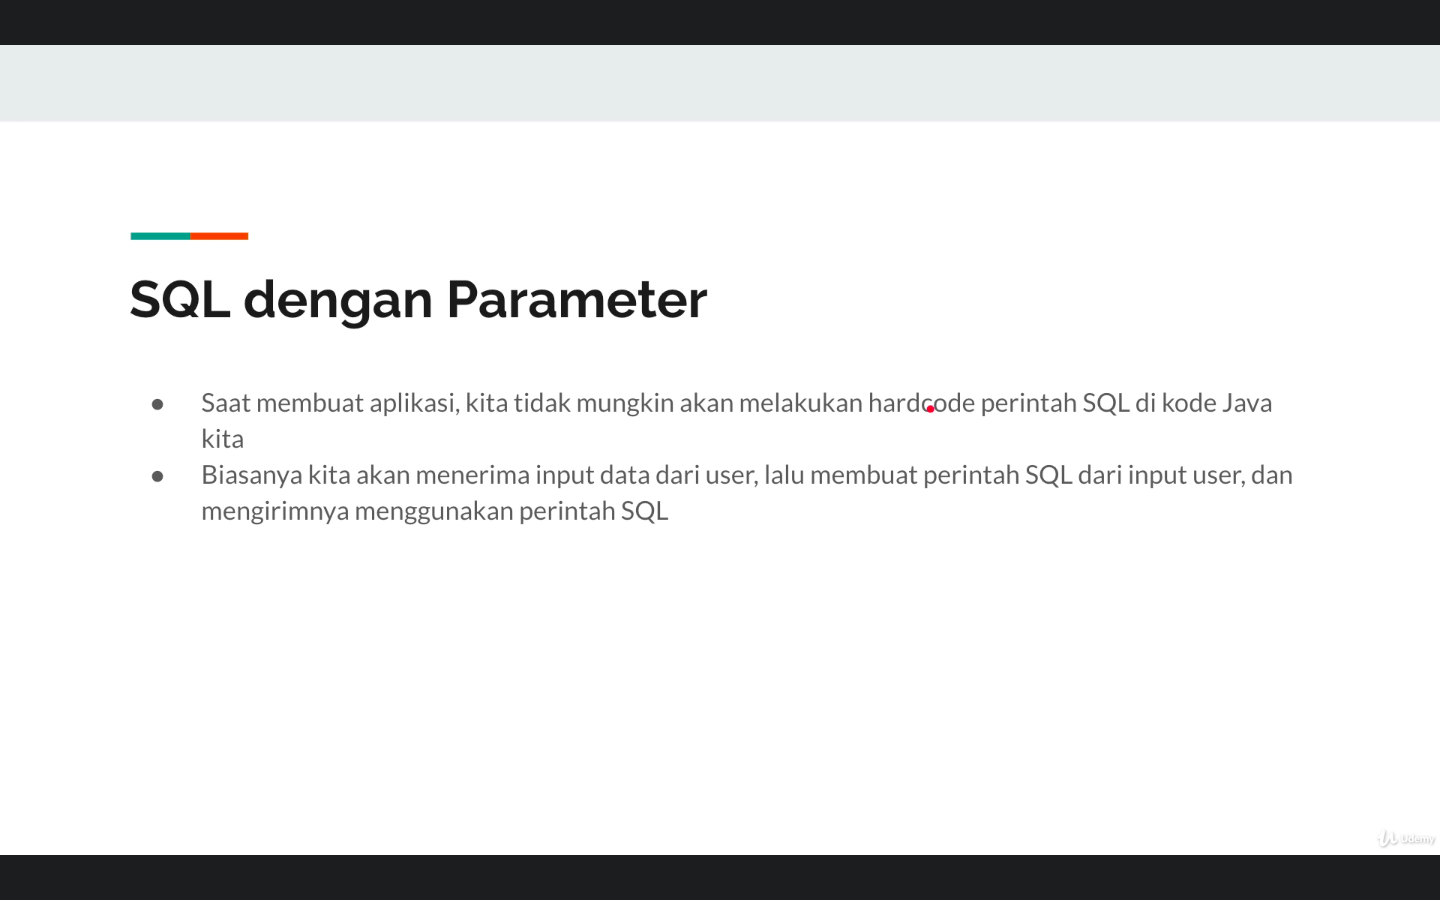 SQL dengan Parameter
● Saat membuat aplikasi, kita tidak mungkin akan melakukan hardcode perintah SQL di kode Java
kita
● Biasanya kita akan menerima input data dari user, lalu membuat perintah SQL dari input user, dan
mengirimnya menggunakan perintah SQL
Udemy